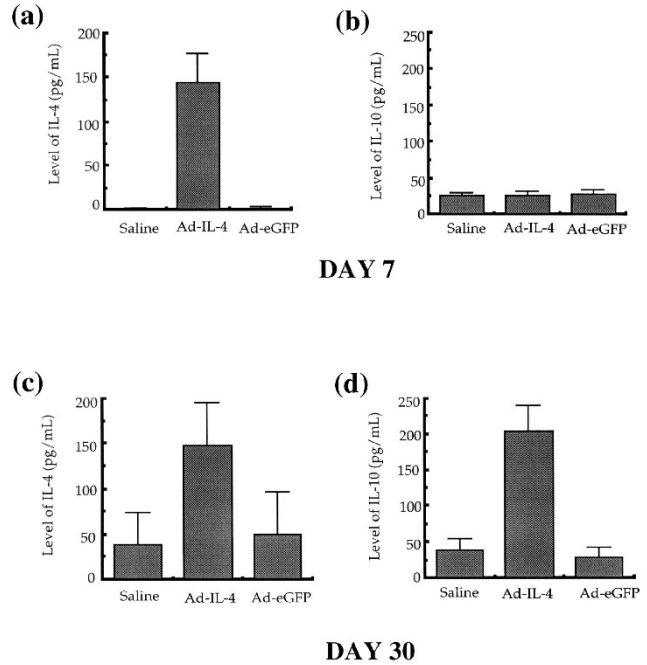 (a)
Level of IL-4 (pg/mL)
200
150
100
50
0
Saline Ad-IL-4 Ad-eGFP
(b)
Level of IL-10 (pg/mL)
250
200
150
100
50
0
Saline Ad-IL-4 Ad-eGFP
DAY 7
(c)
Level of IL-4 (pg/mL)
200
150
100
50
0
Saline Ad-IL-4 Ad-eGFP
(d)
Level of IL-10 (pg/mL)
250
200
150
100
50
0
Saline Ad-IL-4 Ad-eGFP
DAY 30